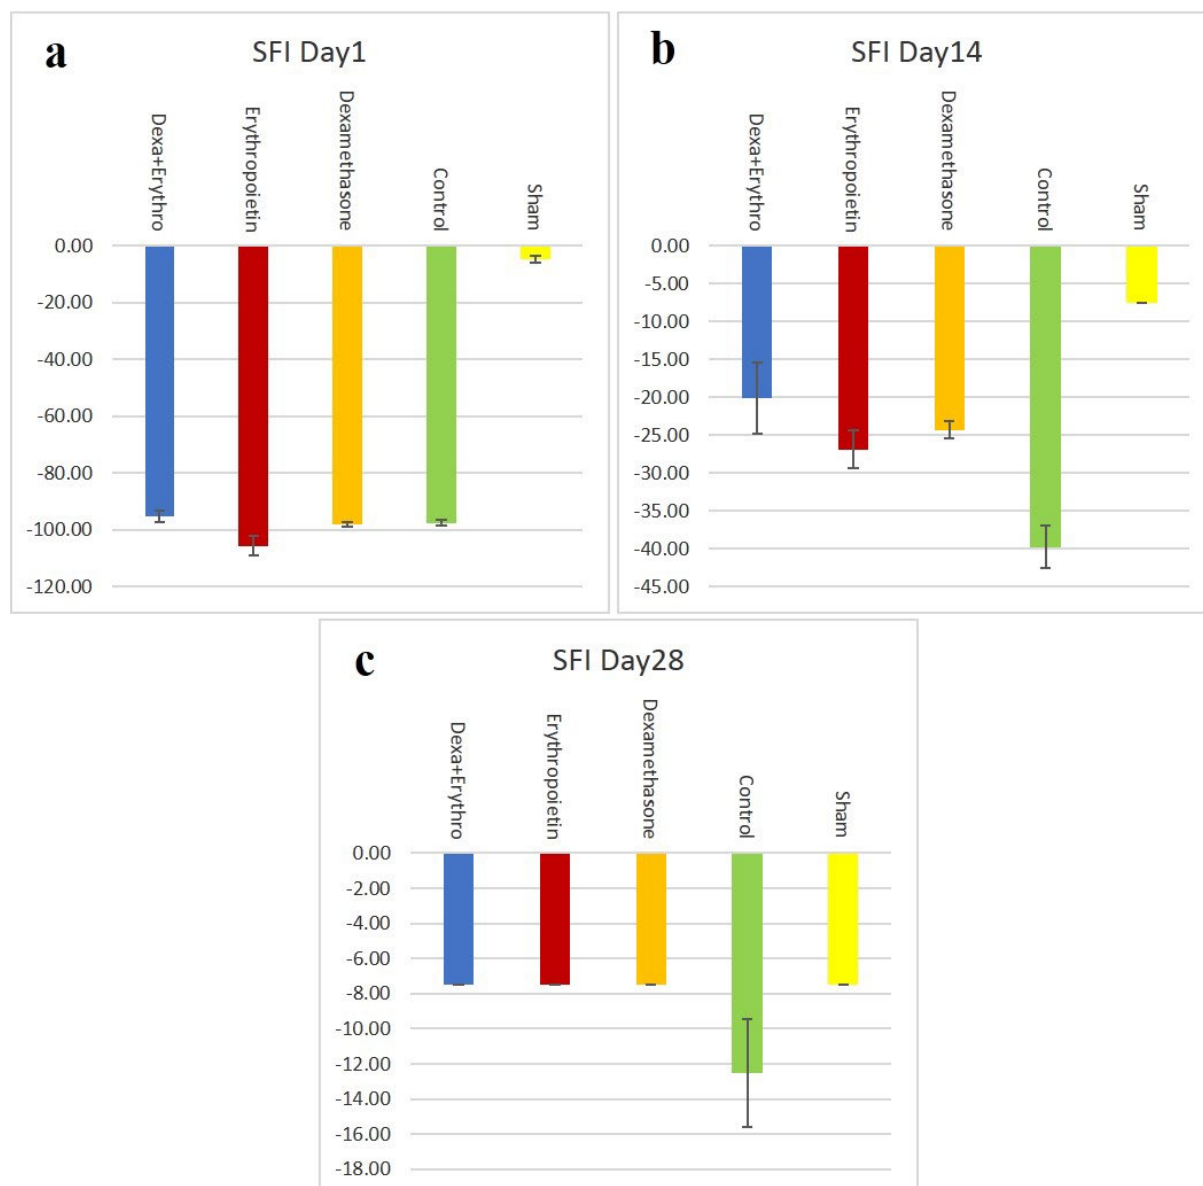 a
SFI Day1
Dexa+Erythro
Erythropoietin
Dexamethasone
Control
Sham
0.00
-20.00
-40.00
-60.00
-80.00
-100.00
-120.00
b
SFI Day14
Dexa+Erythro
Erythropoietin
Dexamethasone
Control
Sham
0.00
-5.00
-10.00
-15.00
-20.00
-25.00
-30.00
-35.00
-40.00
-45.00
c
SFI Day28
Dexa+Erythro
Erythropoietin
Dexamethasone
Control
Sham
0.00
-2.00
-4.00
-6.00
-8.00
-10.00
-12.00
-14.00
-16.00
-18.00